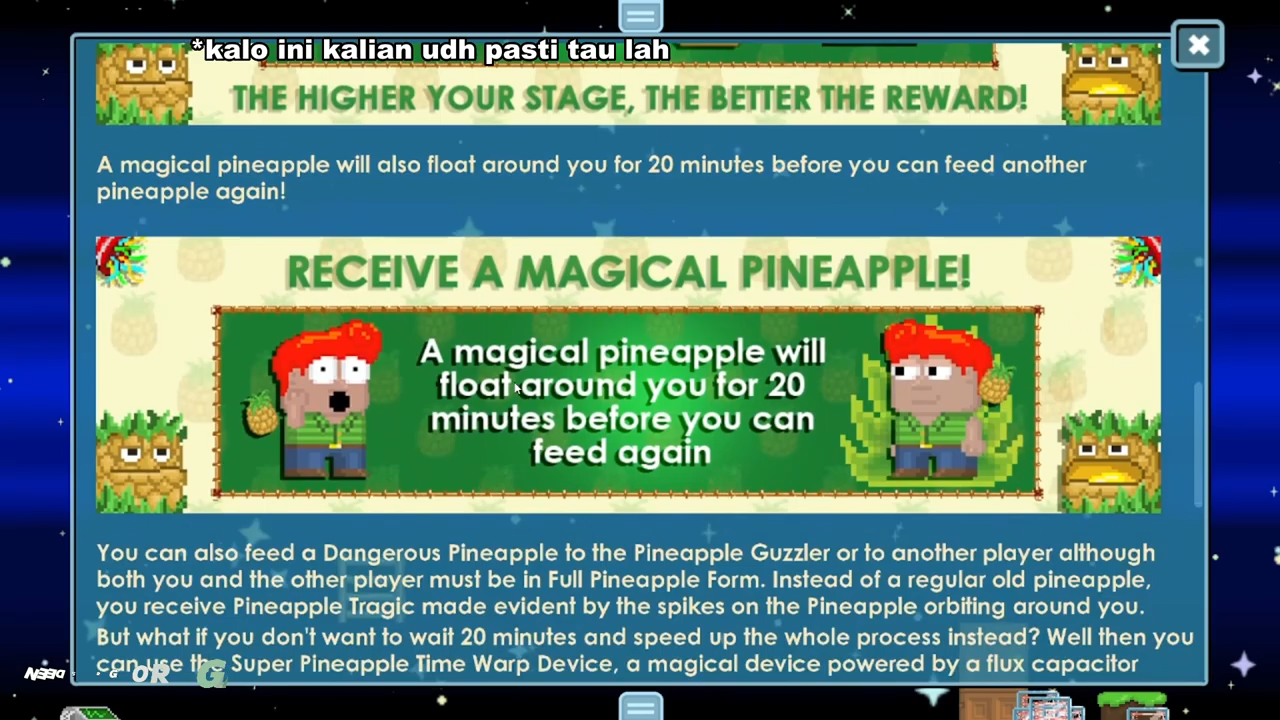 *kalo ini kalian udh pasti tau lah
THE HIGHER YOUR STAGE, THE BETTER THE REWARD!
A magical pineapple will also float around you for 20 minutes before you can feed another
pineapple again!
RECEIVE A MAGICAL PINEAPPLE!
A magical pineapple will
float around you for 20
minutes before you can
feed again
You can also feed a Dangerous Pineapple to the Pineapple Guzzler or to another player although
both you and the other player must be in Full Pineapple Form. Instead of a regular old pineapple,
you receive Pineapple Tragic made evident by the spikes on the Pineapple orbiting around you.
But what if you don't want to wait 20 minutes and speed up the whole process instead? Well then you
can use the Super Pineapple Time Warp Device, a magical device powered by a flux capacitor
OR G